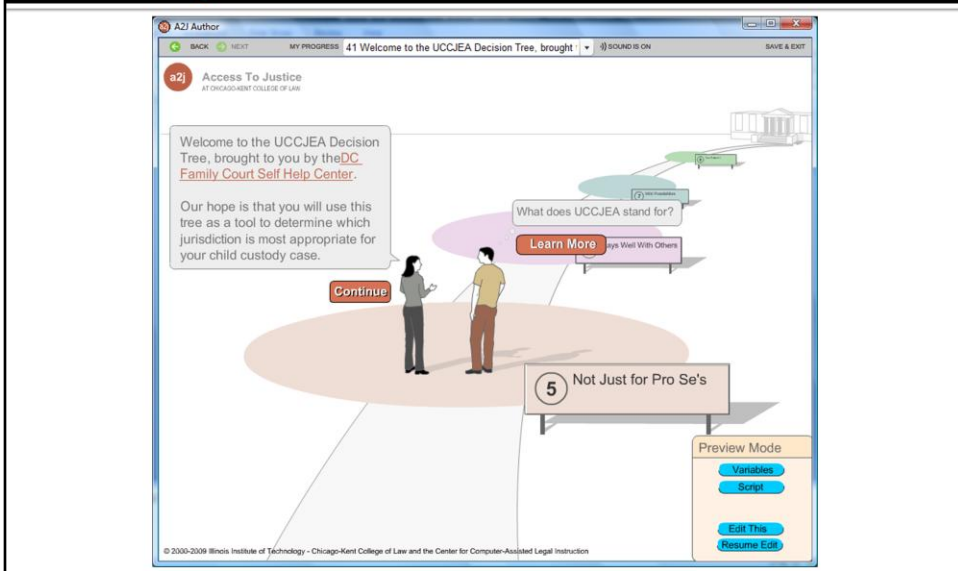 A2J Author
BACK NEXT MY PROGRESS 41 Welcome to the UCCJEA Decision Tree, brought SOUND IS ON SAVE & EXIT
a2j Access To Justice
AT CHICAGO-KENT COLLEGE OF LAW
Welcome to the UCCJEA Decision
Tree, brought to you by theDC
Family Court Self Help Center.
Our hope is that you will use this
tree as a tool to determine which
jurisdiction is most appropriate for
your child custody case.
What does UCCJEA stand for?
Learn More
ays Well With Others
Continue
5 Not Just for Pro Se's
Preview Mode
Variables
Script
Edit This
Resume Edit
© 2000-2009 Illinois Institute of Technology - Chicago-Kent College of Law and the Center for Computer-Assisted Legal Instruction